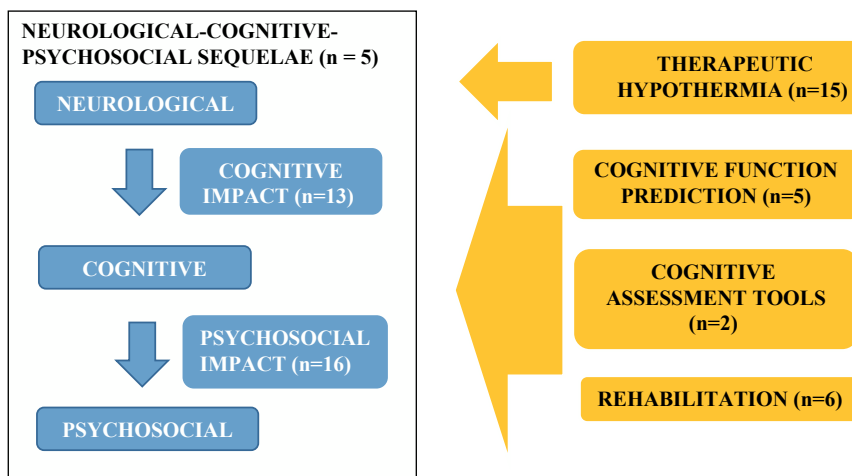 NEUROLOGICAL-COGNITIVE-
PSYCHOSOCIAL SEQUELAE (n = 5)
NEUROLOGICAL
COGNITIVE
IMPACT (n=13)
COGNITIVE
PSYCHOSOCIAL
IMPACT (n=16)
PSYCHOSOCIAL
THERAPEUTIC
HYPOTHERMIA (n=15)
COGNITIVE FUNCTION
PREDICTION (n=5)
COGNITIVE
ASSESSMENT TOOLS
(n=2)
REHABILITATION (n=6)